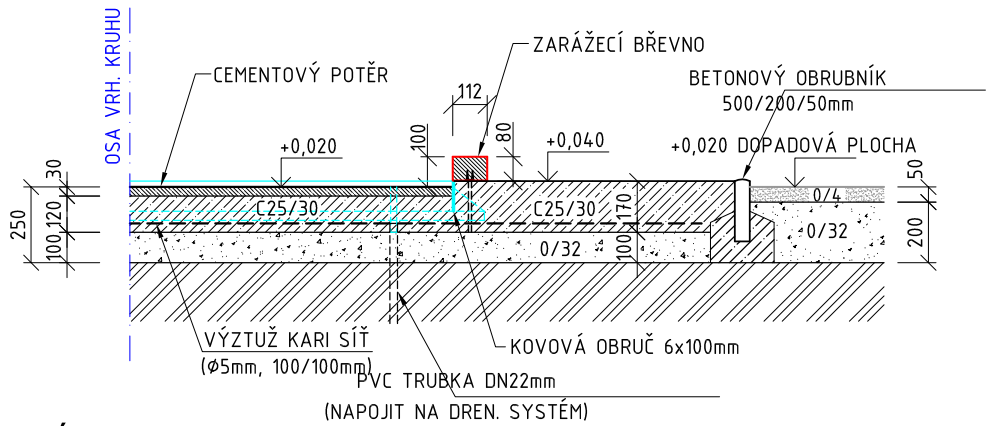 OSA VRH. KRUHU
ZARÁŽECÍ BŘEVNO
CEMENTOVÝ POTĚR
BETONOVÝ OBRUBNÍK
500/200/50mm
112
100
80
+0,020
+0,040
+0,020 DOPADOVÁ PLOCHA
30
120
100
250
C25/30
C25/30
170
100
0/32
0/4
0/32
50
200
VÝZTUŽ KARI SÍŤ
(ø5mm, 100/100mm)
KOVOVÁ OBRUČ 6x100mm
PVC TRUBKA DN22mm
(NAPOJIT NA DREN. SYSTÉM)